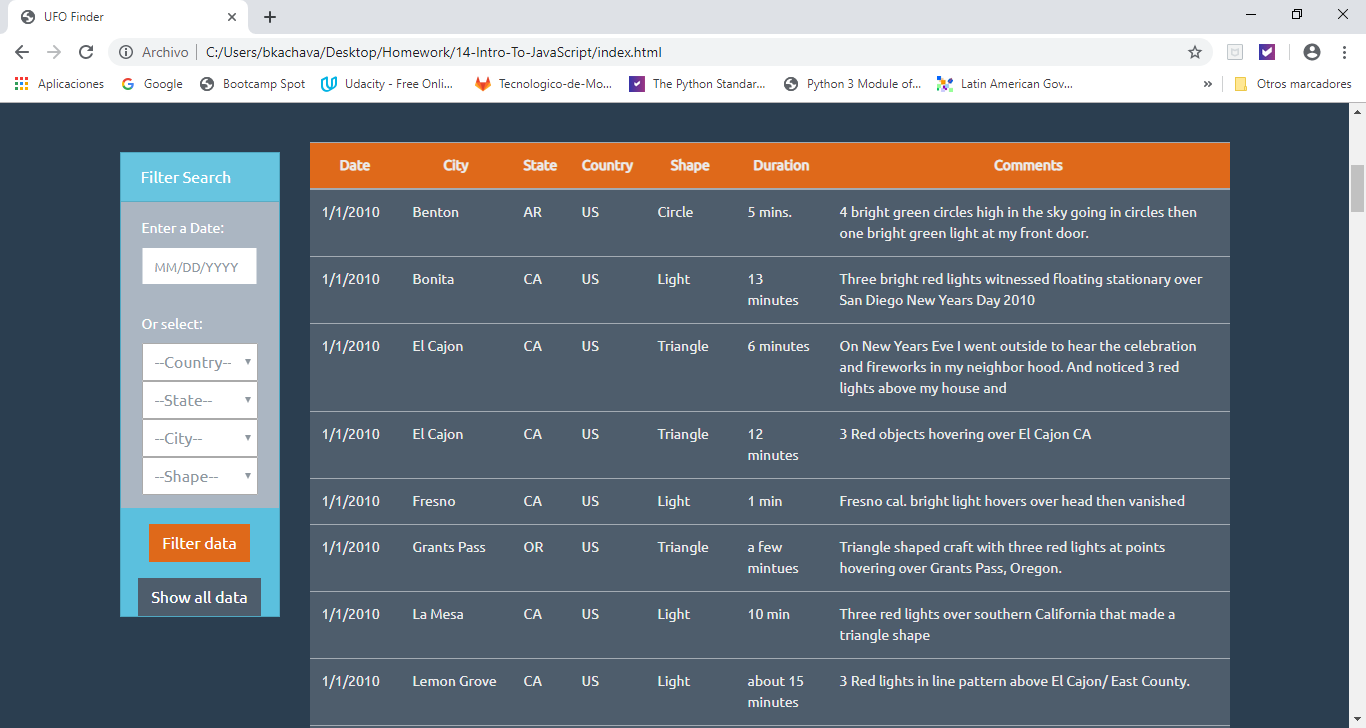 UFO Finder
Archivo C:/Users/bkachava/Desktop/Homework/14-Intro-To-JavaScript/index.html
Aplicaciones Google Bootcamp Spot Udacity - Free Onli... Tecnologico-de-Mo... The Python Standar... Python 3 Module of... Latin American Gov... » Otros marcadores
Filter Search
Enter a Date:
MM/DD/YYYY
Or select:
--Country--
--State--
--City--
--Shape--
Filter data
Show all data
Date City State Country Shape Duration Comments
1/1/2010 Benton AR US Circle 5 mins. 4 bright green circles high in the sky going in circles then
one bright green light at my front door.
1/1/2010 Bonita CA US Light 13 Three bright red lights witnessed floating stationary over
minutes San Diego New Years Day 2010
1/1/2010 El Cajon CA US Triangle 6 minutes On New Years Eve I went outside to hear the celebration
and fireworks in my neighbor hood. And noticed 3 red
lights above my house and
1/1/2010 El Cajon CA US Triangle 12 3 Red objects hovering over El Cajon CA
minutes
1/1/2010 Fresno CA US Light 1 min Fresno cal. bright light hovers over head then vanished
1/1/2010 Grants Pass OR US Triangle a few Triangle shaped craft with three red lights at points
mintues hovering over Grants Pass, Oregon.
1/1/2010 La Mesa CA US Light 10 min Three red lights over southern California that made a
triangle shape
1/1/2010 Lemon Grove CA US Light about 15 3 Red lights in line pattern above El Cajon/ East County.
minutes